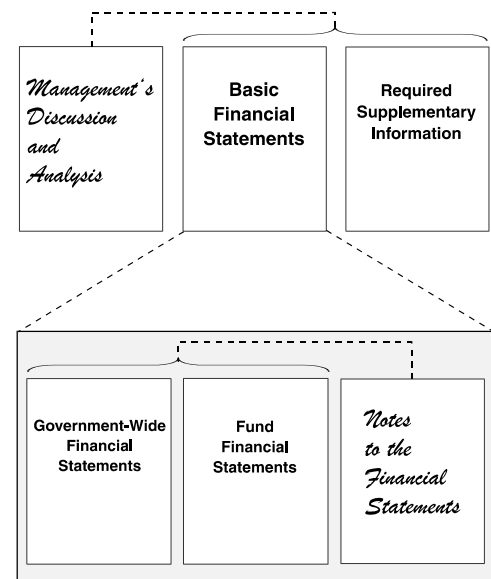 Management's
Discussion
and
Analysis
Basic
Financial
Statements
Required
Supplementary
Information
Government-Wide
Financial
Statements
Fund
Financial
Statements
Notes
to the
Financial
Statements